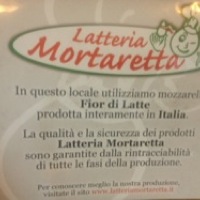 Latteria
Mortaretta
In questo locale utilizziamo mozzarel
Fior di Latte
prodotta interamente in Italia.
La qualità e la sicurezza dei prodotti
Latteria Mortaretta
sono garantite dalla rintracciabilità
di tutte le fasi della produzione.
Per conoscere meglio la nostra produzione,
visitate il sito www.latteriamortaretta.it